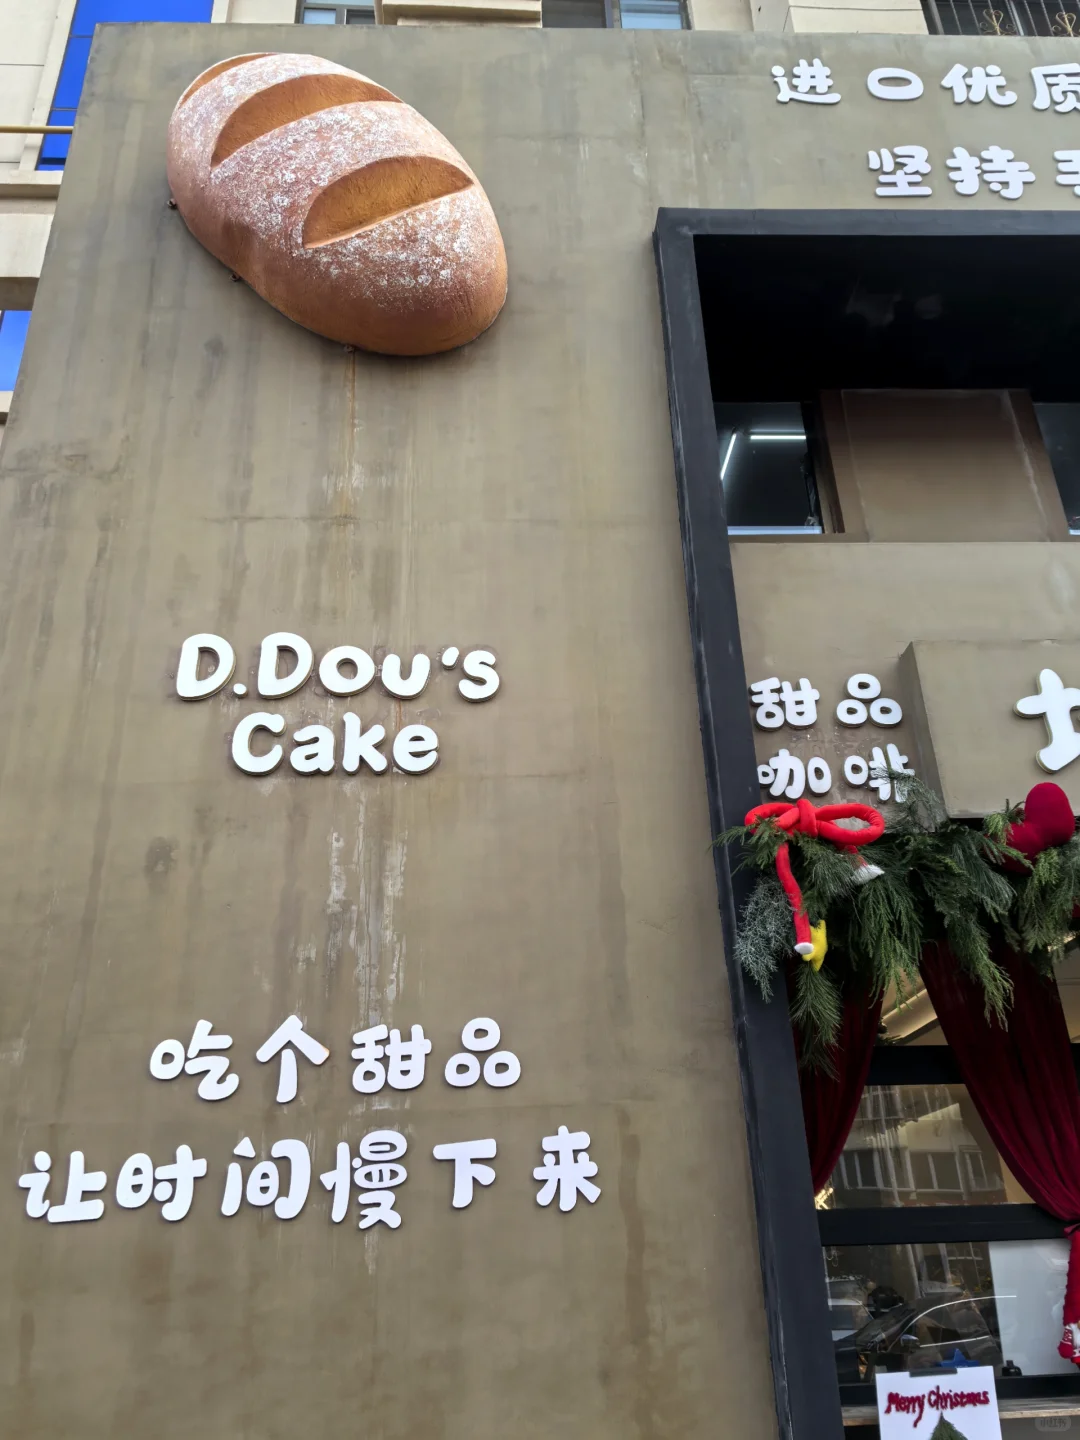 进口优质
坚持手
D.Dou's
Cake
甜品
咖啡
吃个甜品
让时间慢下来
Merry Christmas